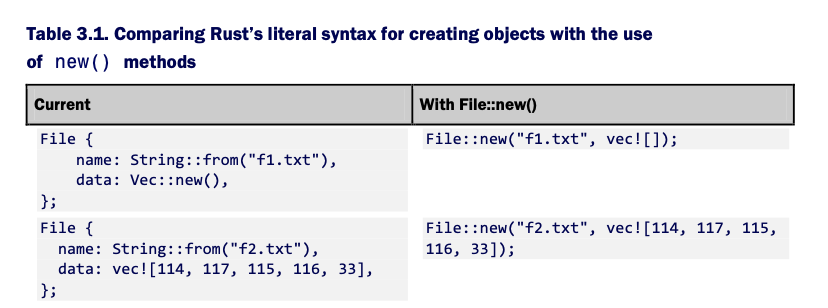 Table 3.1. Comparing Rust’s literal syntax for creating objects with the use
of new() methods
Current
With File::new()
File {
    name: String::from("f1.txt"),
    data: Vec::new(),
};
File::new("f1.txt", vec![]);
File {
  name: String::from("f2.txt"),
  data: vec![114, 117, 115, 116, 33],
};
File::new("f2.txt", vec![114, 117, 115,
116, 33]);